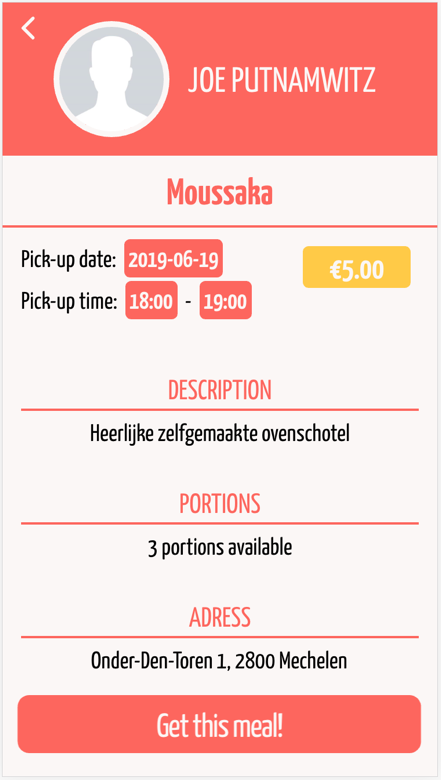 JOE PUTNAMWITZ
Moussaka
Pick-up date: 2019-06-19
€5.00
Pick-up time: 18:00 - 19:00
DESCRIPTION
Heerlijke zelfgemaakte ovenschotel
PORTIONS
3 portions available
ADRESS
Onder-Den-Toren 1, 2800 Mechelen
Get this meal!